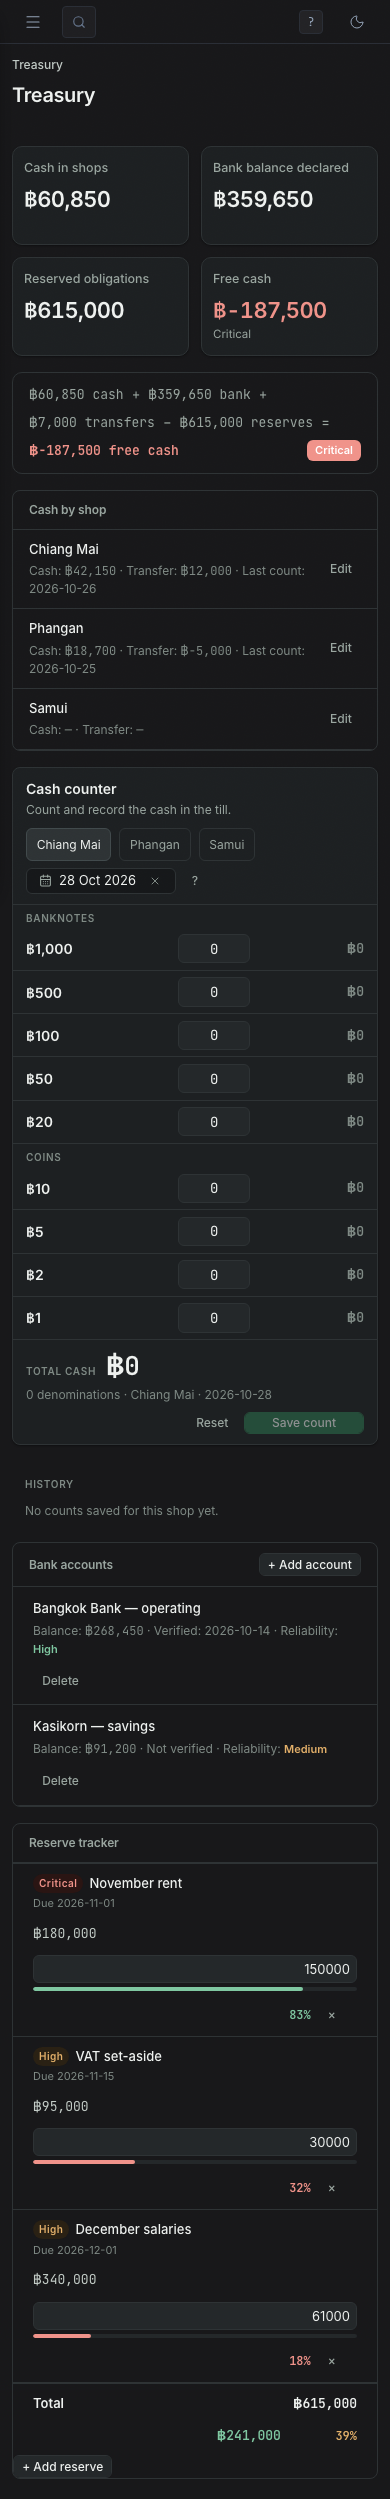 ?
Treasury
Treasury
Cash in shops
฿60,850
Bank balance declared
฿359,650
Reserved obligations
฿615,000
Free cash
฿-187,500
Critical
฿60,850 cash + ฿359,650 bank +
฿7,000 transfers − ฿615,000 reserves =
฿-187,500 free cash
Critical
Cash by shop
Chiang Mai
Cash: ฿42,150 · Transfer: ฿12,000 · Last count:
2026-10-26
Edit
Phangan
Cash: ฿18,700 · Transfer: ฿-5,000 · Last count:
2026-10-25
Edit
Samui
Cash: — · Transfer: —
Edit
Cash counter
Count and record the cash in the till.
Chiang Mai
Phangan
Samui
28 Oct 2026 ×
?
BANKNOTES
฿1,000 0 ฿0
฿500 0 ฿0
฿100 0 ฿0
฿50 0 ฿0
฿20 0 ฿0
COINS
฿10 0 ฿0
฿5 0 ฿0
฿2 0 ฿0
฿1 0 ฿0
TOTAL CASH ฿0
0 denominations · Chiang Mai · 2026-10-28
Reset
Save count
HISTORY
No counts saved for this shop yet.
Bank accounts
+ Add account
Bangkok Bank — operating
Balance: ฿268,450 · Verified: 2026-10-14 · Reliability:
High
Delete
Kasikorn — savings
Balance: ฿91,200 · Not verified · Reliability: Medium
Delete
Reserve tracker
Critical November rent
Due 2026-11-01
฿180,000
150000
83% ×
High VAT set-aside
Due 2026-11-15
฿95,000
30000
32% ×
High December salaries
Due 2026-12-01
฿340,000
61000
18% ×
Total ฿615,000
฿241,000 39%
+ Add reserve